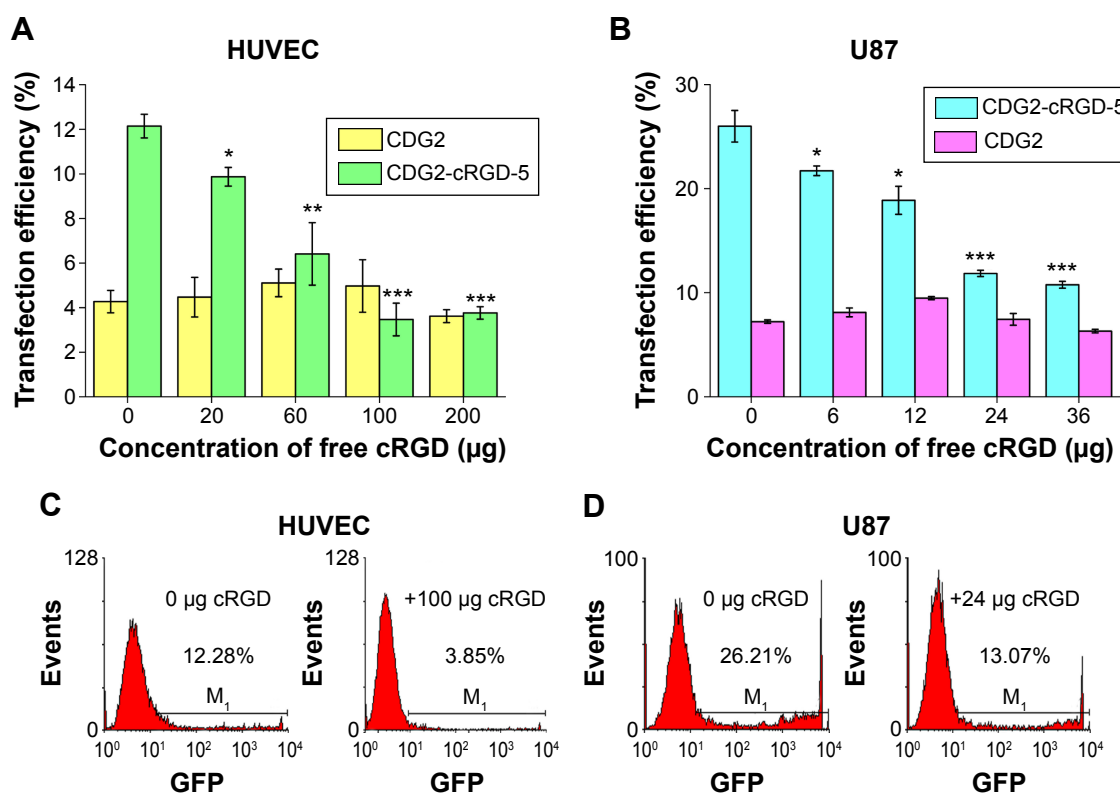 A
HUVEC
Transfection efficiency (%)
14
12
10
8
6
4
2
0
*
**
***
***
CDG2
CDG2-cRGD-5
0 20 60 100 200
Concentration of free cRGD (µg)
B
U87
Transfection efficiency (%)
30
20
10
0
*
*
***
***
CDG2-cRGD-5
CDG2
0 6 12 24 36
Concentration of free cRGD (µg)
C
HUVEC
Events
128
0
0 µg cRGD
12.28%
M1
10^0 10^1 10^2 10^3 10^4
GFP
Events
128
0
+100 µg cRGD
3.85%
M1
10^0 10^1 10^2 10^3 10^4
GFP
D
U87
Events
100
0
0 µg cRGD
26.21%
M1
10^0 10^1 10^2 10^3 10^4
GFP
Events
100
0
+24 µg cRGD
13.07%
M1
10^0 10^1 10^2 10^3 10^4
GFP